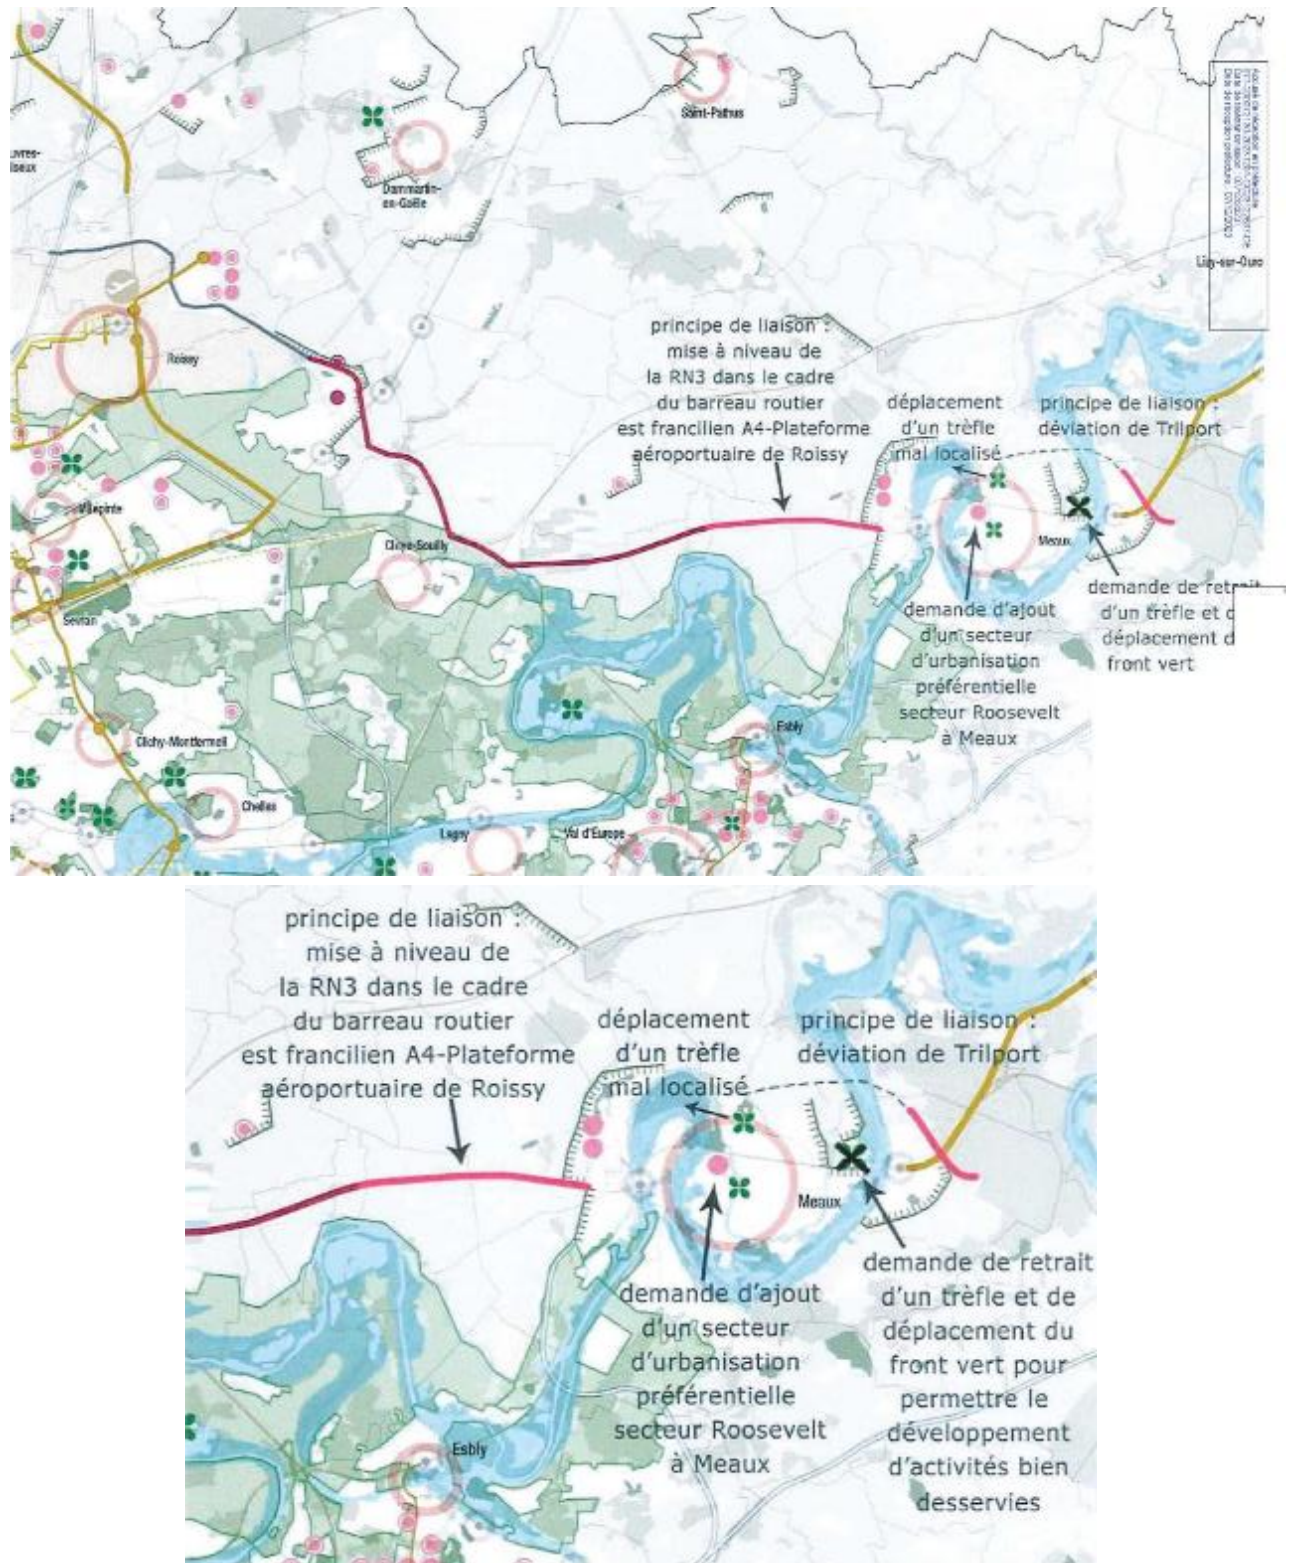 Saint-Pathus
Dammartin-
en-Goële
Lizy-sur-Ourc
Roissy
principe de liaison :
mise à niveau de
la RN3 dans le cadre
du barreau routier
est francilien A4-Plateforme
aéroportuaire de Roissy
déplacement
d'un trèfle
mal localisé
principe de liaison :
déviation de Trilport
Villepinte
Claye-Souilly
Meaux
Sevran
demande d'ajout
d'un secteur
d'urbanisation
préférentielle
secteur Roosevelt
à Meaux
demande de retrait
d'un trèfle et d
déplacement d
front vert
Clichy-Montfermeil
Esbly
Chelles
Lagny
Val d'Europe
principe de liaison :
mise à niveau de
la RN3 dans le cadre
du barreau routier
est francilien A4-Plateforme
aéroportuaire de Roissy
déplacement
d'un trèfle
mal localisé
principe de liaison :
déviation de Trilport
Meaux
demande d'ajout
d'un secteur
d'urbanisation
préférentielle
secteur Roosevelt
à Meaux
demande de retrait
d'un trèfle et de
déplacement du
front vert pour
permettre le
développement
d'activités bien
desservies
Esbly